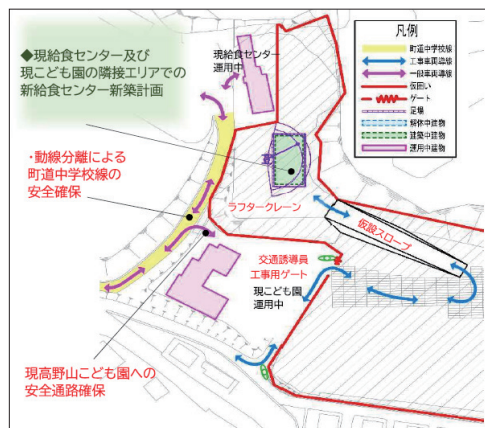 ◆現給食センター及び
現こども園の隣接エリアでの
新給食センター新築計画
現給食センター
運用中
凡例
町道中学校線
工事車両導線
一般車両導線
仮囲い
ゲート
足場
解体中建物
建築中建物
運用中建物
・動線分離による
町道中学校線の
安全確保
ラフタークレーン
仮設スロープ
交通誘導員
工事用ゲート
現こども園
運用中
現高野山こども園への
安全通路確保